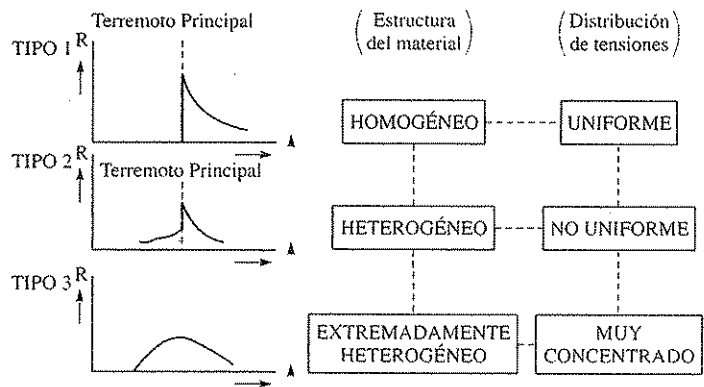 Terremoto Principal
TIPO 1 R
(Estructura
del material)
(Distribución
de tensiones)
HOMOGÉNEO
UNIFORME
TIPO 2 R
Terremoto Principal
HETEROGÉNEO
NO UNIFORME
TIPO 3 R
EXTREMADAMENTE
HETEROGÉNEO
MUY
CONCENTRADO